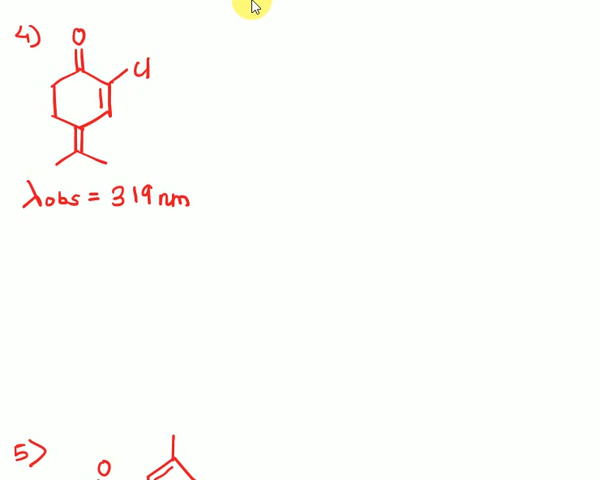 4)
O
Cl
λobs = 319 nm
5>
O